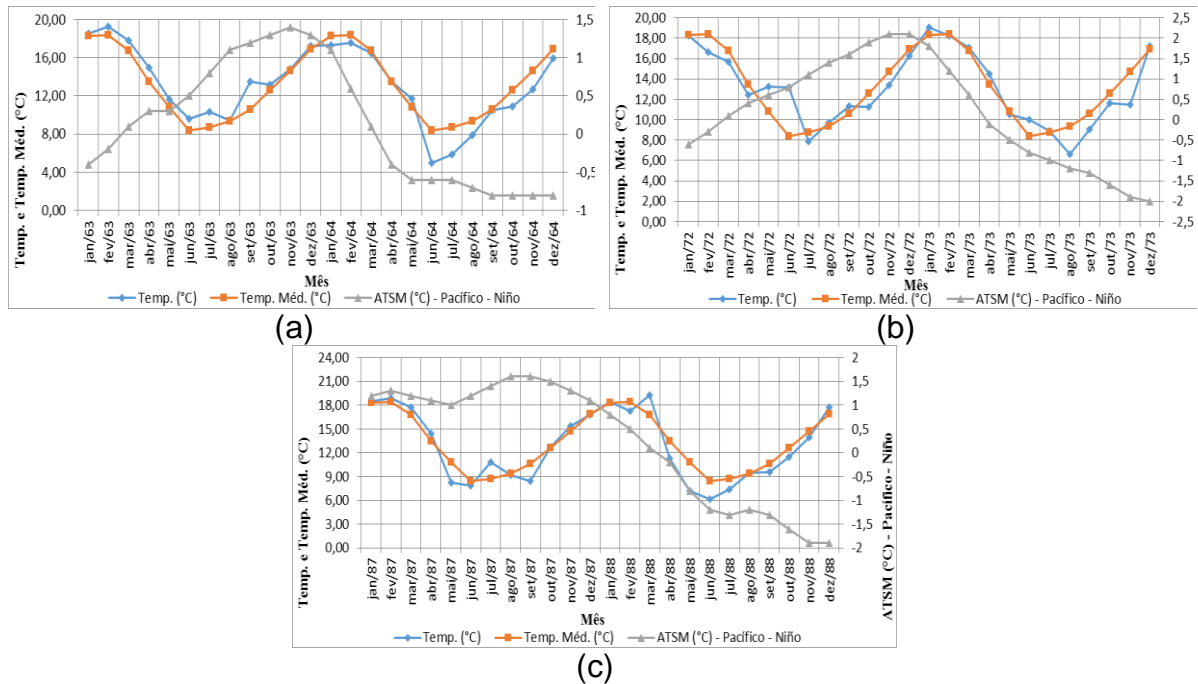 20,00
16,00
12,00
8,00
4,00
0,00
1,5
1
0,5
0
-0,5
-1
Temp. e Temp. Méd. (°C)
jan/63
fev/63
mar/63
abr/63
mai/63
jun/63
jul/63
ago/63
set/63
out/63
nov/63
dez/63
jan/64
fev/64
mar/64
abr/64
mai/64
jun/64
jul/64
ago/64
set/64
out/64
nov/64
dez/64
Mês
Temp. (°C) Temp. Méd. (°C) ATSM (°C) - Pacífico - Niño
(a)
20,00
18,00
16,00
14,00
12,00
10,00
8,00
6,00
4,00
2,00
0,00
2,5
2
1,5
1
0,5
0
-0,5
-1
-1,5
-2
-2,5
Temp. e Temp. Méd. (°C)
jan/72
fev/72
mar/72
abr/72
mai/72
jun/72
jul/72
ago/72
set/72
out/72
nov/72
dez/72
jan/73
fev/73
mar/73
abr/73
mai/73
jun/73
jul/73
ago/73
set/73
out/73
nov/73
dez/73
Mês
Temp. (°C) Temp. Méd. (°C) ATSM (°C) - Pacífico - Niño
(b)
24,00
21,00
18,00
15,00
12,00
9,00
6,00
3,00
0,00
2
1,5
1
0,5
0
-0,5
-1
-1,5
-2
Temp. e Temp. Méd. (°C)
ATSM (°C) - Pacífico - Niño
jan/87
fev/87
mar/87
abr/87
mai/87
jun/87
jul/87
ago/87
set/87
out/87
nov/87
dez/87
jan/88
fev/88
mar/88
abr/88
mai/88
jun/88
jul/88
ago/88
set/88
out/88
nov/88
dez/88
Mês
Temp. (°C) Temp. Méd. (°C) ATSM (°C) - Pacífico - Niño
(c)